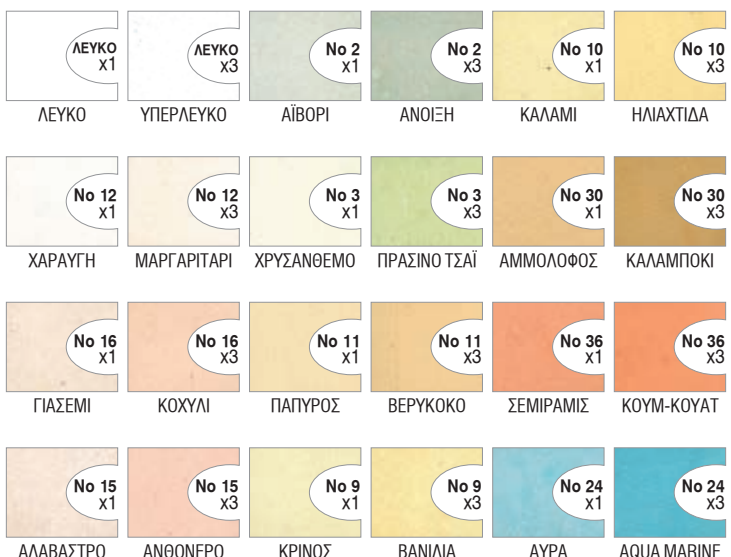 ΛΕΥΚΟ x1
ΛΕΥΚΟ x3
No 2 x1
No 2 x3
No 10 x1
No 10 x3
ΛΕΥΚΟ
ΥΠΕΡΛΕΥΚΟ
ΑΪΒΟΡΙ
ΑΝΟΙΞΗ
ΚΑΛΑΜΙ
ΗΛΙΑΧΤΙΔΑ
No 12 x1
No 12 x3
No 3 x1
No 3 x3
No 30 x1
No 30 x3
ΧΑΡΑΥΓΗ
ΜΑΡΓΑΡΙΤΑΡΙ
ΧΡΥΣΑΝΘΕΜΟ
ΠΡΑΣΙΝΟ ΤΣΑΪ
ΑΜΜΟΛΟΦΟΣ
ΚΑΛΑΜΠΟΚΙ
No 16 x1
No 16 x3
No 11 x1
No 11 x3
No 36 x1
No 36 x3
ΓΙΑΣΕΜΙ
ΚΟΧΥΛΙ
ΠΑΠΥΡΟΣ
ΒΕΡΥΚΟΚΟ
ΣΕΜΙΡΑΜΙΣ
ΚΟΥΜ-ΚΟΥΑΤ
No 15 x1
No 15 x3
No 9 x1
No 9 x3
No 24 x1
No 24 x3
ΑΛΑΒΑΣΤΡΟ
ΑΝΘΟΝΕΡΟ
ΚΡΙΝΟΣ
ΒΑΝΙΛΙΑ
ΑΥΡΑ
AQUA MARINE